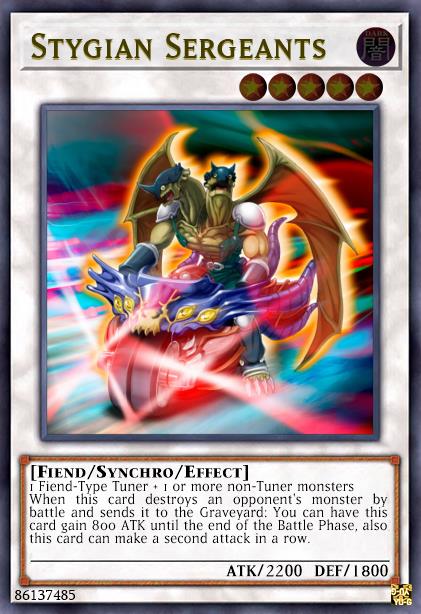 STYGIAN SERGEANTS
DARK
闇
[FIEND/SYNCHRO/EFFECT]
1 Fiend-Type Tuner + 1 or more non-Tuner monsters
When this card destroys an opponent's monster by
battle and sends it to the Graveyard: You can have this
card gain 800 ATK until the end of the Battle Phase, also
this card can make a second attack in a row.
ATK/2200 DEF/1800
86137485